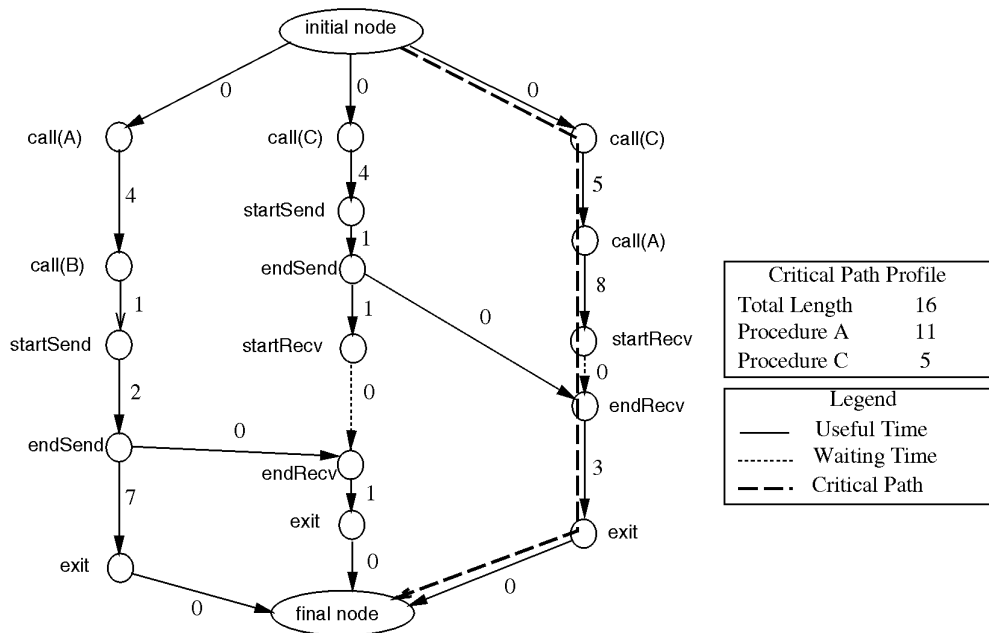 initial node
0
0
0
call(A)
call(C)
call(C)
4
4
5
startSend
1
call(A)
call(B)
endSend
1
1
8
0
startSend
startRecv
startRecv
2
0
0
endRecv
endSend
0
endRecv
7
1
3
exit
exit
exit
0
0
0
final node
Critical Path Profile
Total Length 16
Procedure A 11
Procedure C 5
Legend
Useful Time
Waiting Time
Critical Path